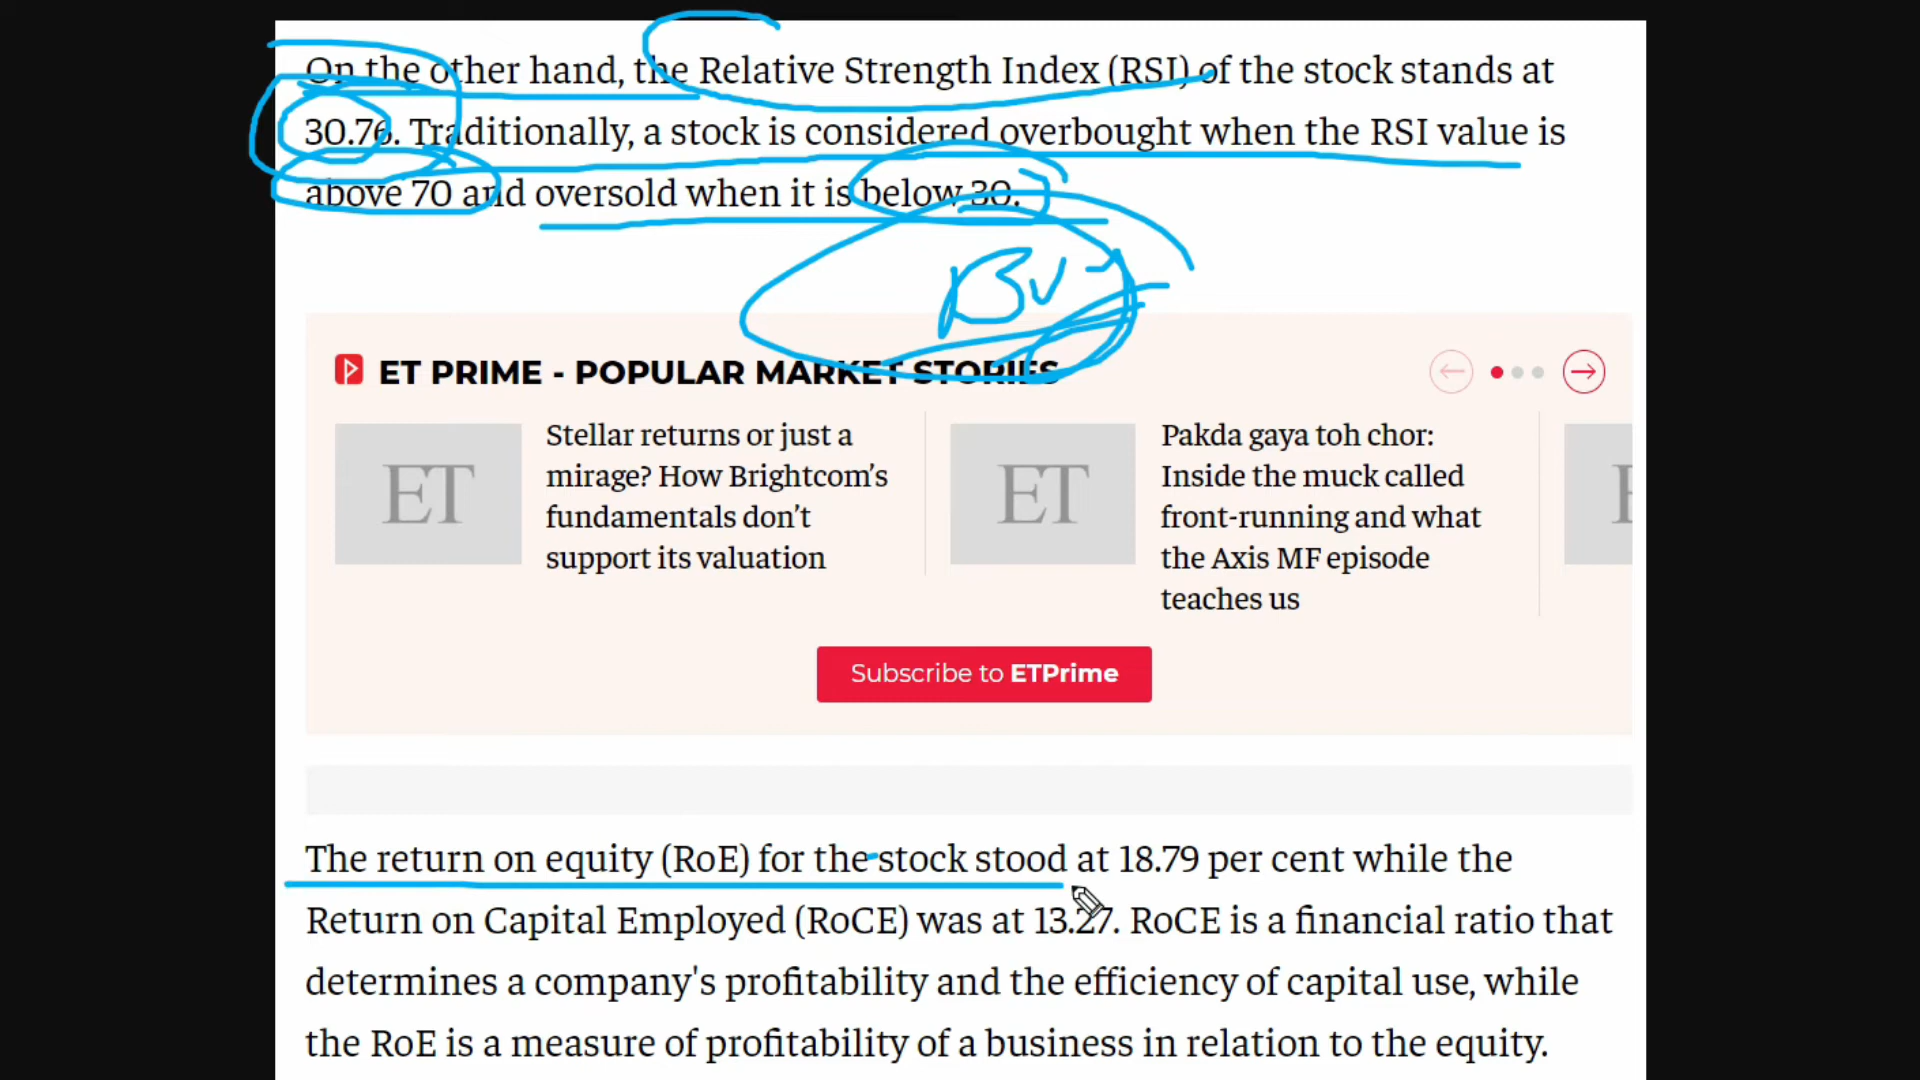 On the other hand, the Relative Strength Index (RSI) of the stock stands at
30.76. Traditionally, a stock is considered overbought when the RSI value is
above 70 and oversold when it is below 30.
ET PRIME - POPULAR MARKET STORIES
ET
Stellar returns or just a
mirage? How Brightcom’s
fundamentals don’t
support its valuation
ET
Pakda gaya toh chor:
Inside the muck called
front-running and what
the Axis MF episode
teaches us
Subscribe to ETPrime
The return on equity (RoE) for the stock stood at 18.79 per cent while the
Return on Capital Employed (RoCE) was at 13.27. RoCE is a financial ratio that
determines a company's profitability and the efficiency of capital use, while
the RoE is a measure of profitability of a business in relation to the equity.